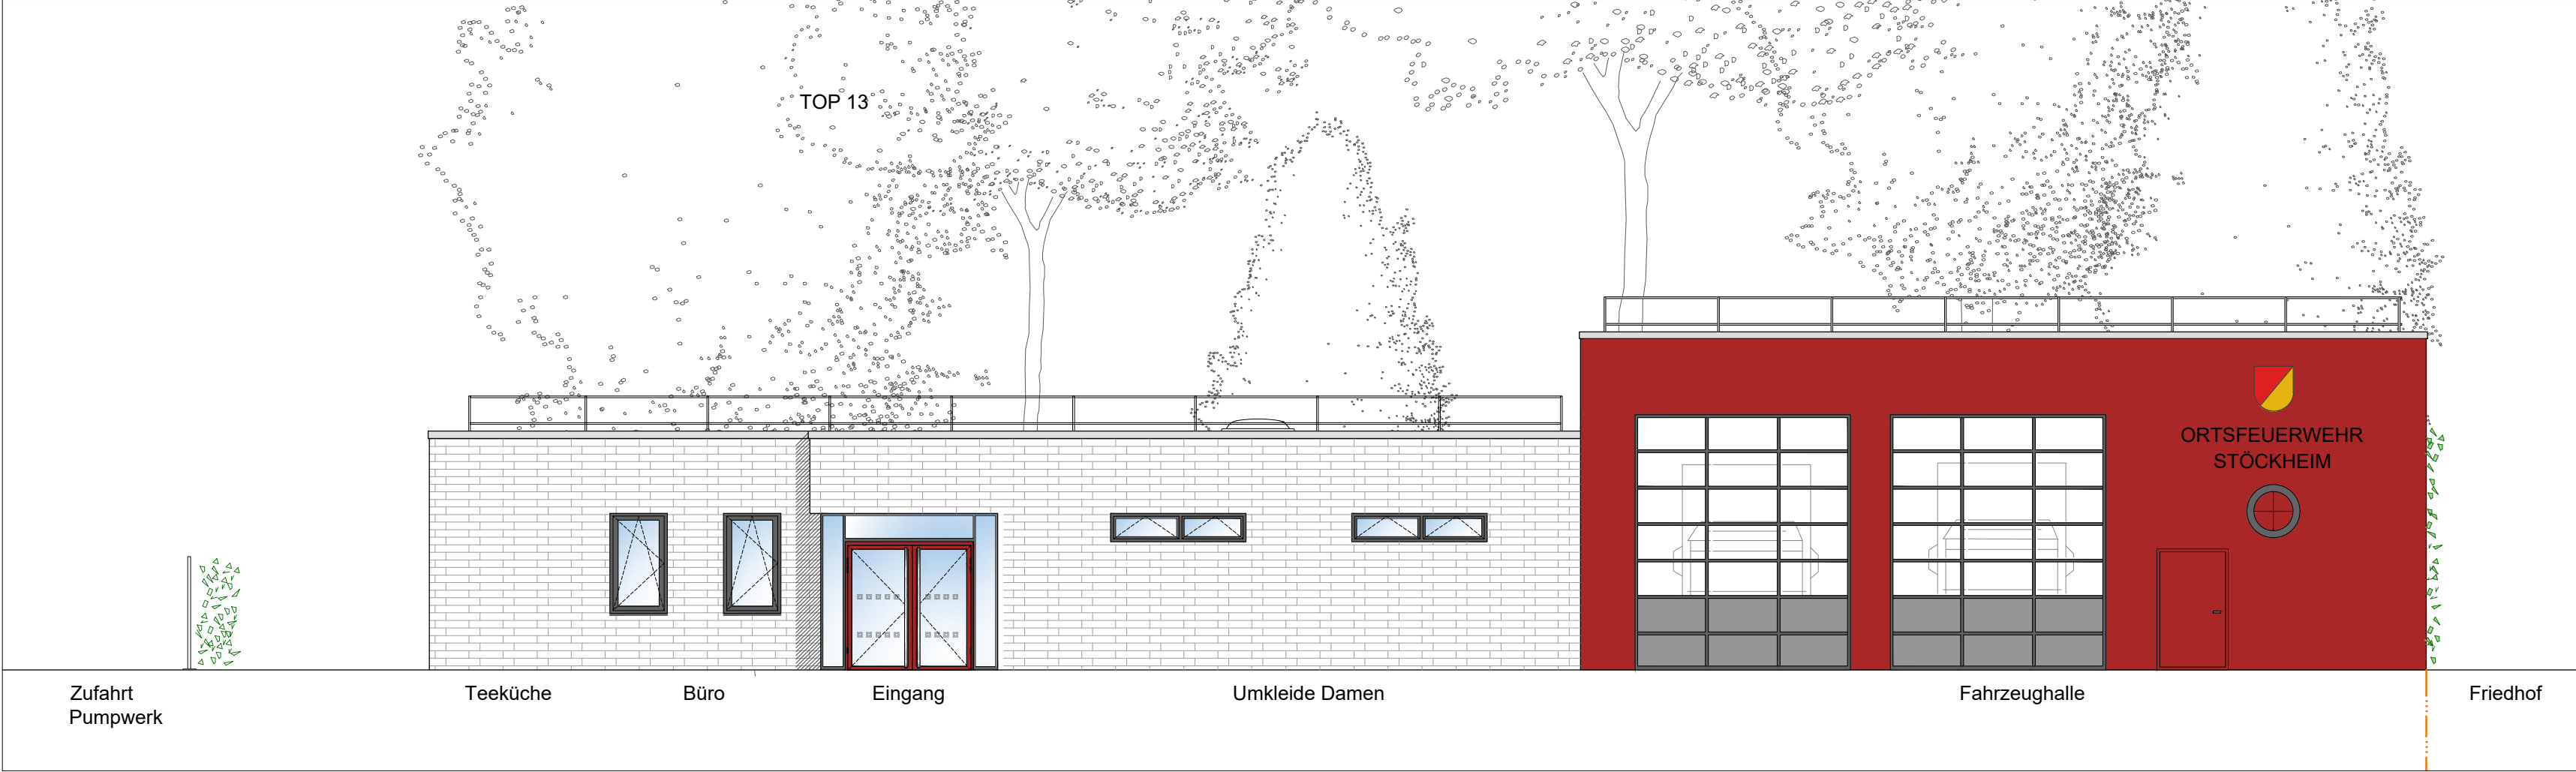 TOP 13
ORTSFEUERWEHR
STÖCKHEIM
Zufahrt
Pumpwerk
Teeküche
Büro
Eingang
Umkleide Damen
Fahrzeughalle
Friedhof